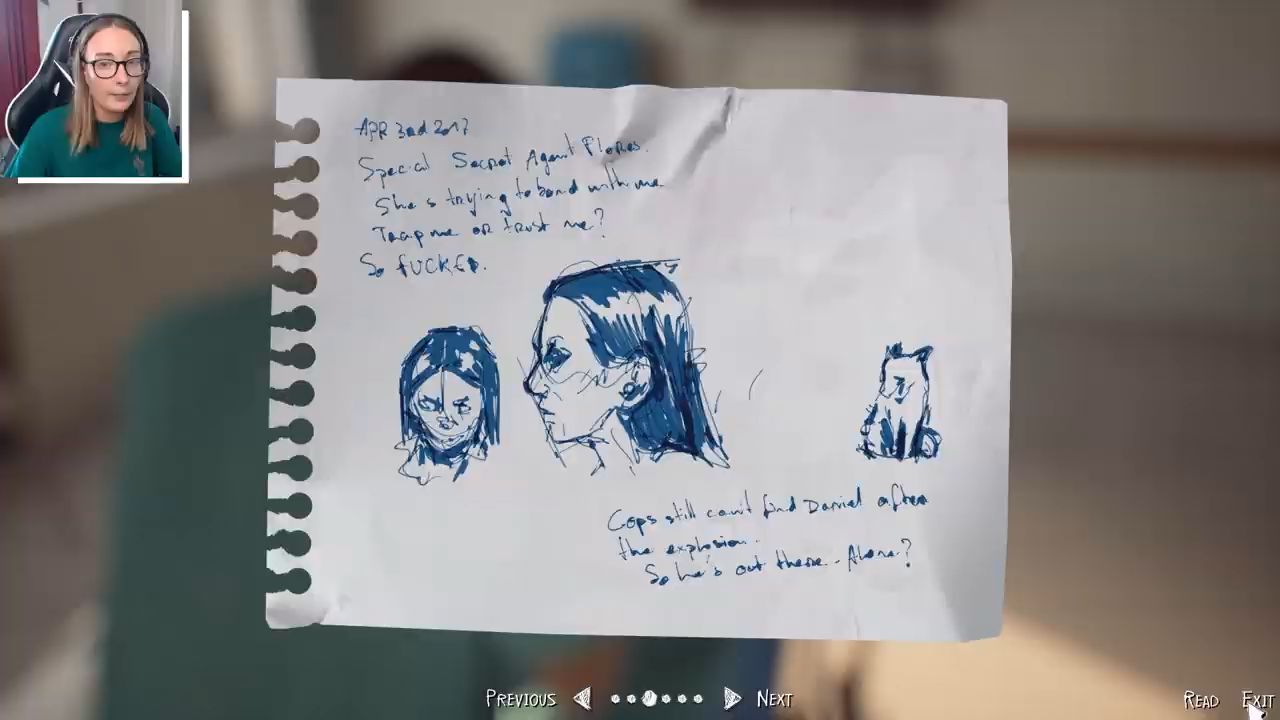 APR 3rd 2017
Special Secret Agent Flores.
She's trying to bond with me
Trap me or trust me?
So FUCKED.
Cops still can't find Daniel after
the explosion.
So he's out there. Alone?
PREVIOUS
NEXT
READ
EXIT